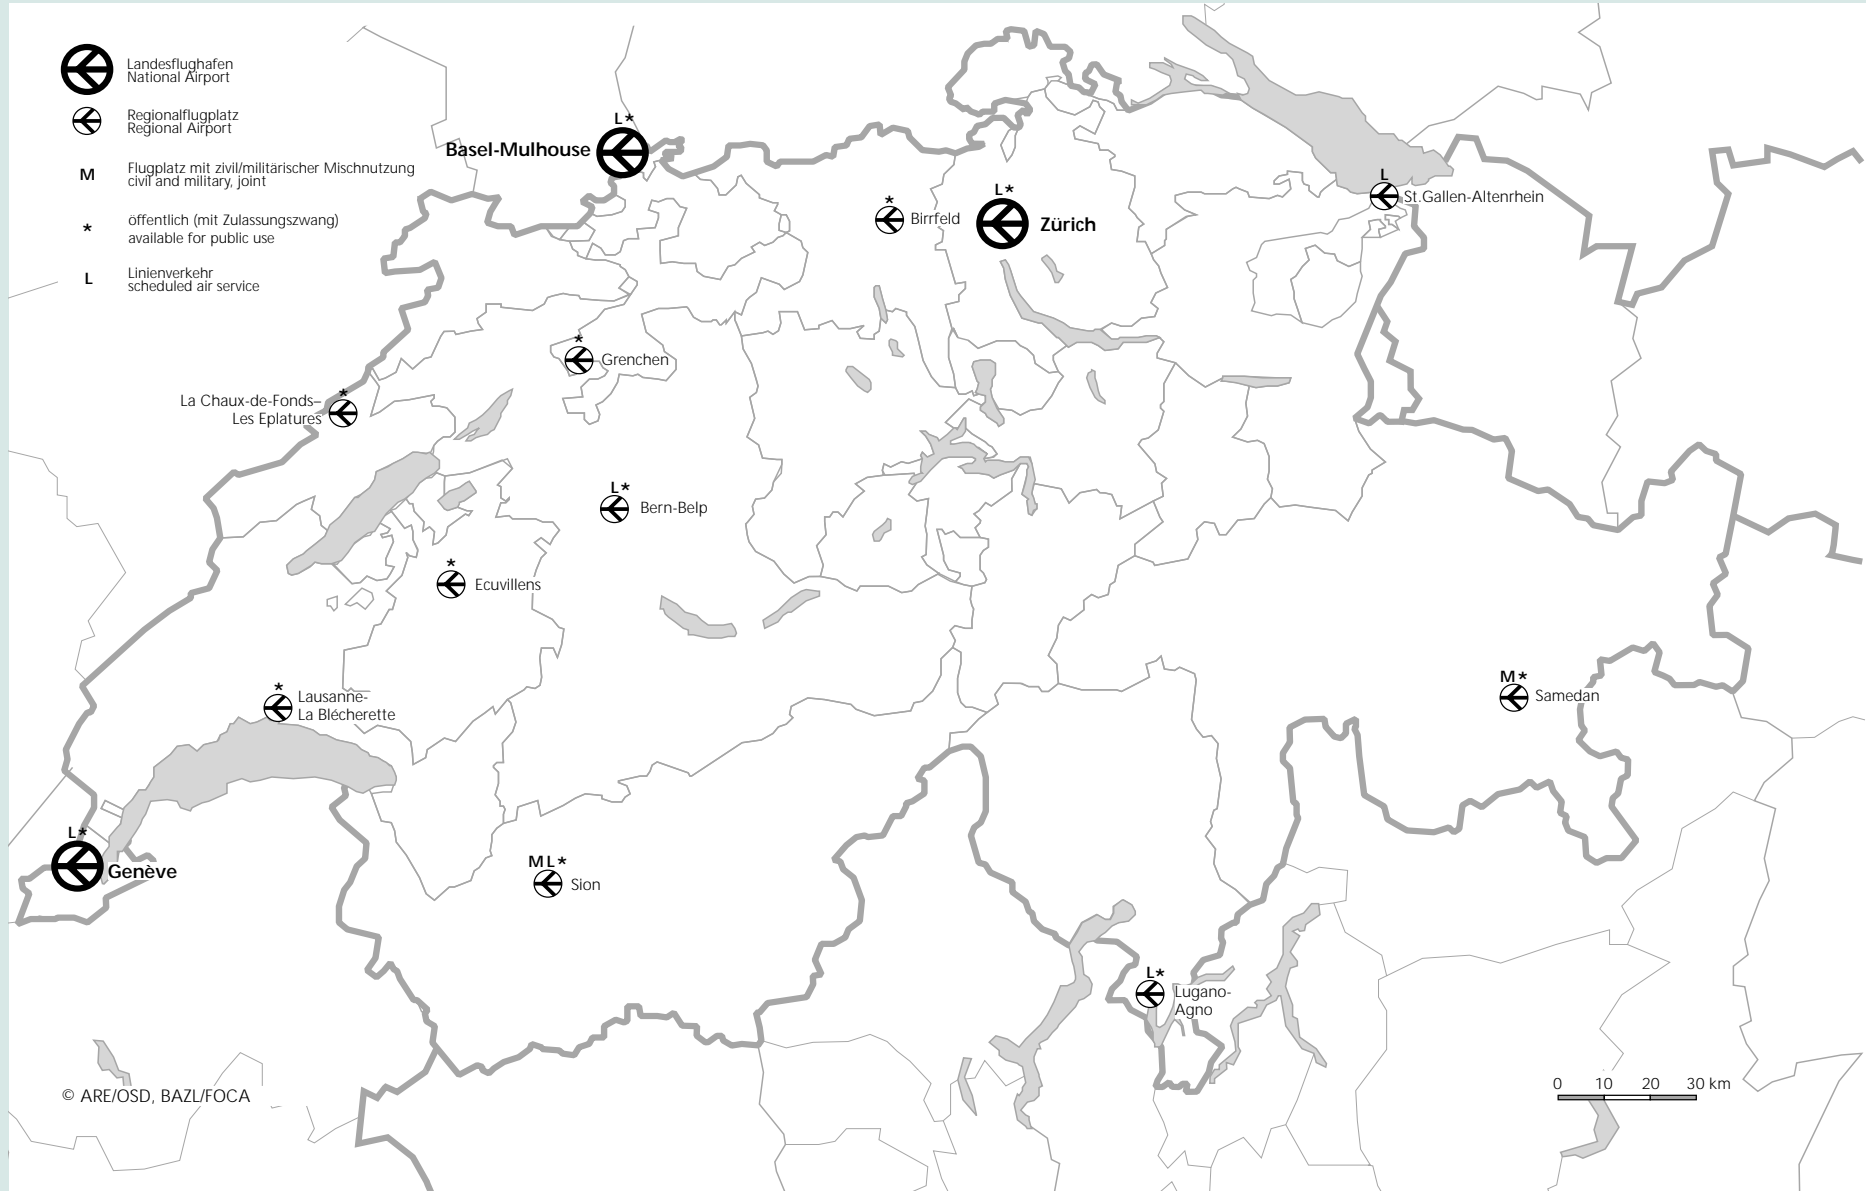 Landesflughafen
National Airport
Regionalflugplatz
Regional Airport
M
Flugplatz mit zivil/militärischer Mischnutzung
civil and military, joint
*
öffentlich (mit Zulassungszwang)
available for public use
L
Linienverkehr
scheduled air service
L*
Basel-Mulhouse
*
Birrfeld
L*
Zürich
L
St.Gallen-Altenrhein
*
Grenchen
*
La Chaux-de-Fonds–
Les Eplatures
L*
Bern-Belp
*
Ecuvillens
*
Lausanne-
La Blécherette
M*
Samedan
L*
Genève
ML*
Sion
L*
Lugano-
Agno
© ARE/OSD, BAZL/FOCA
0 10 20 30 km